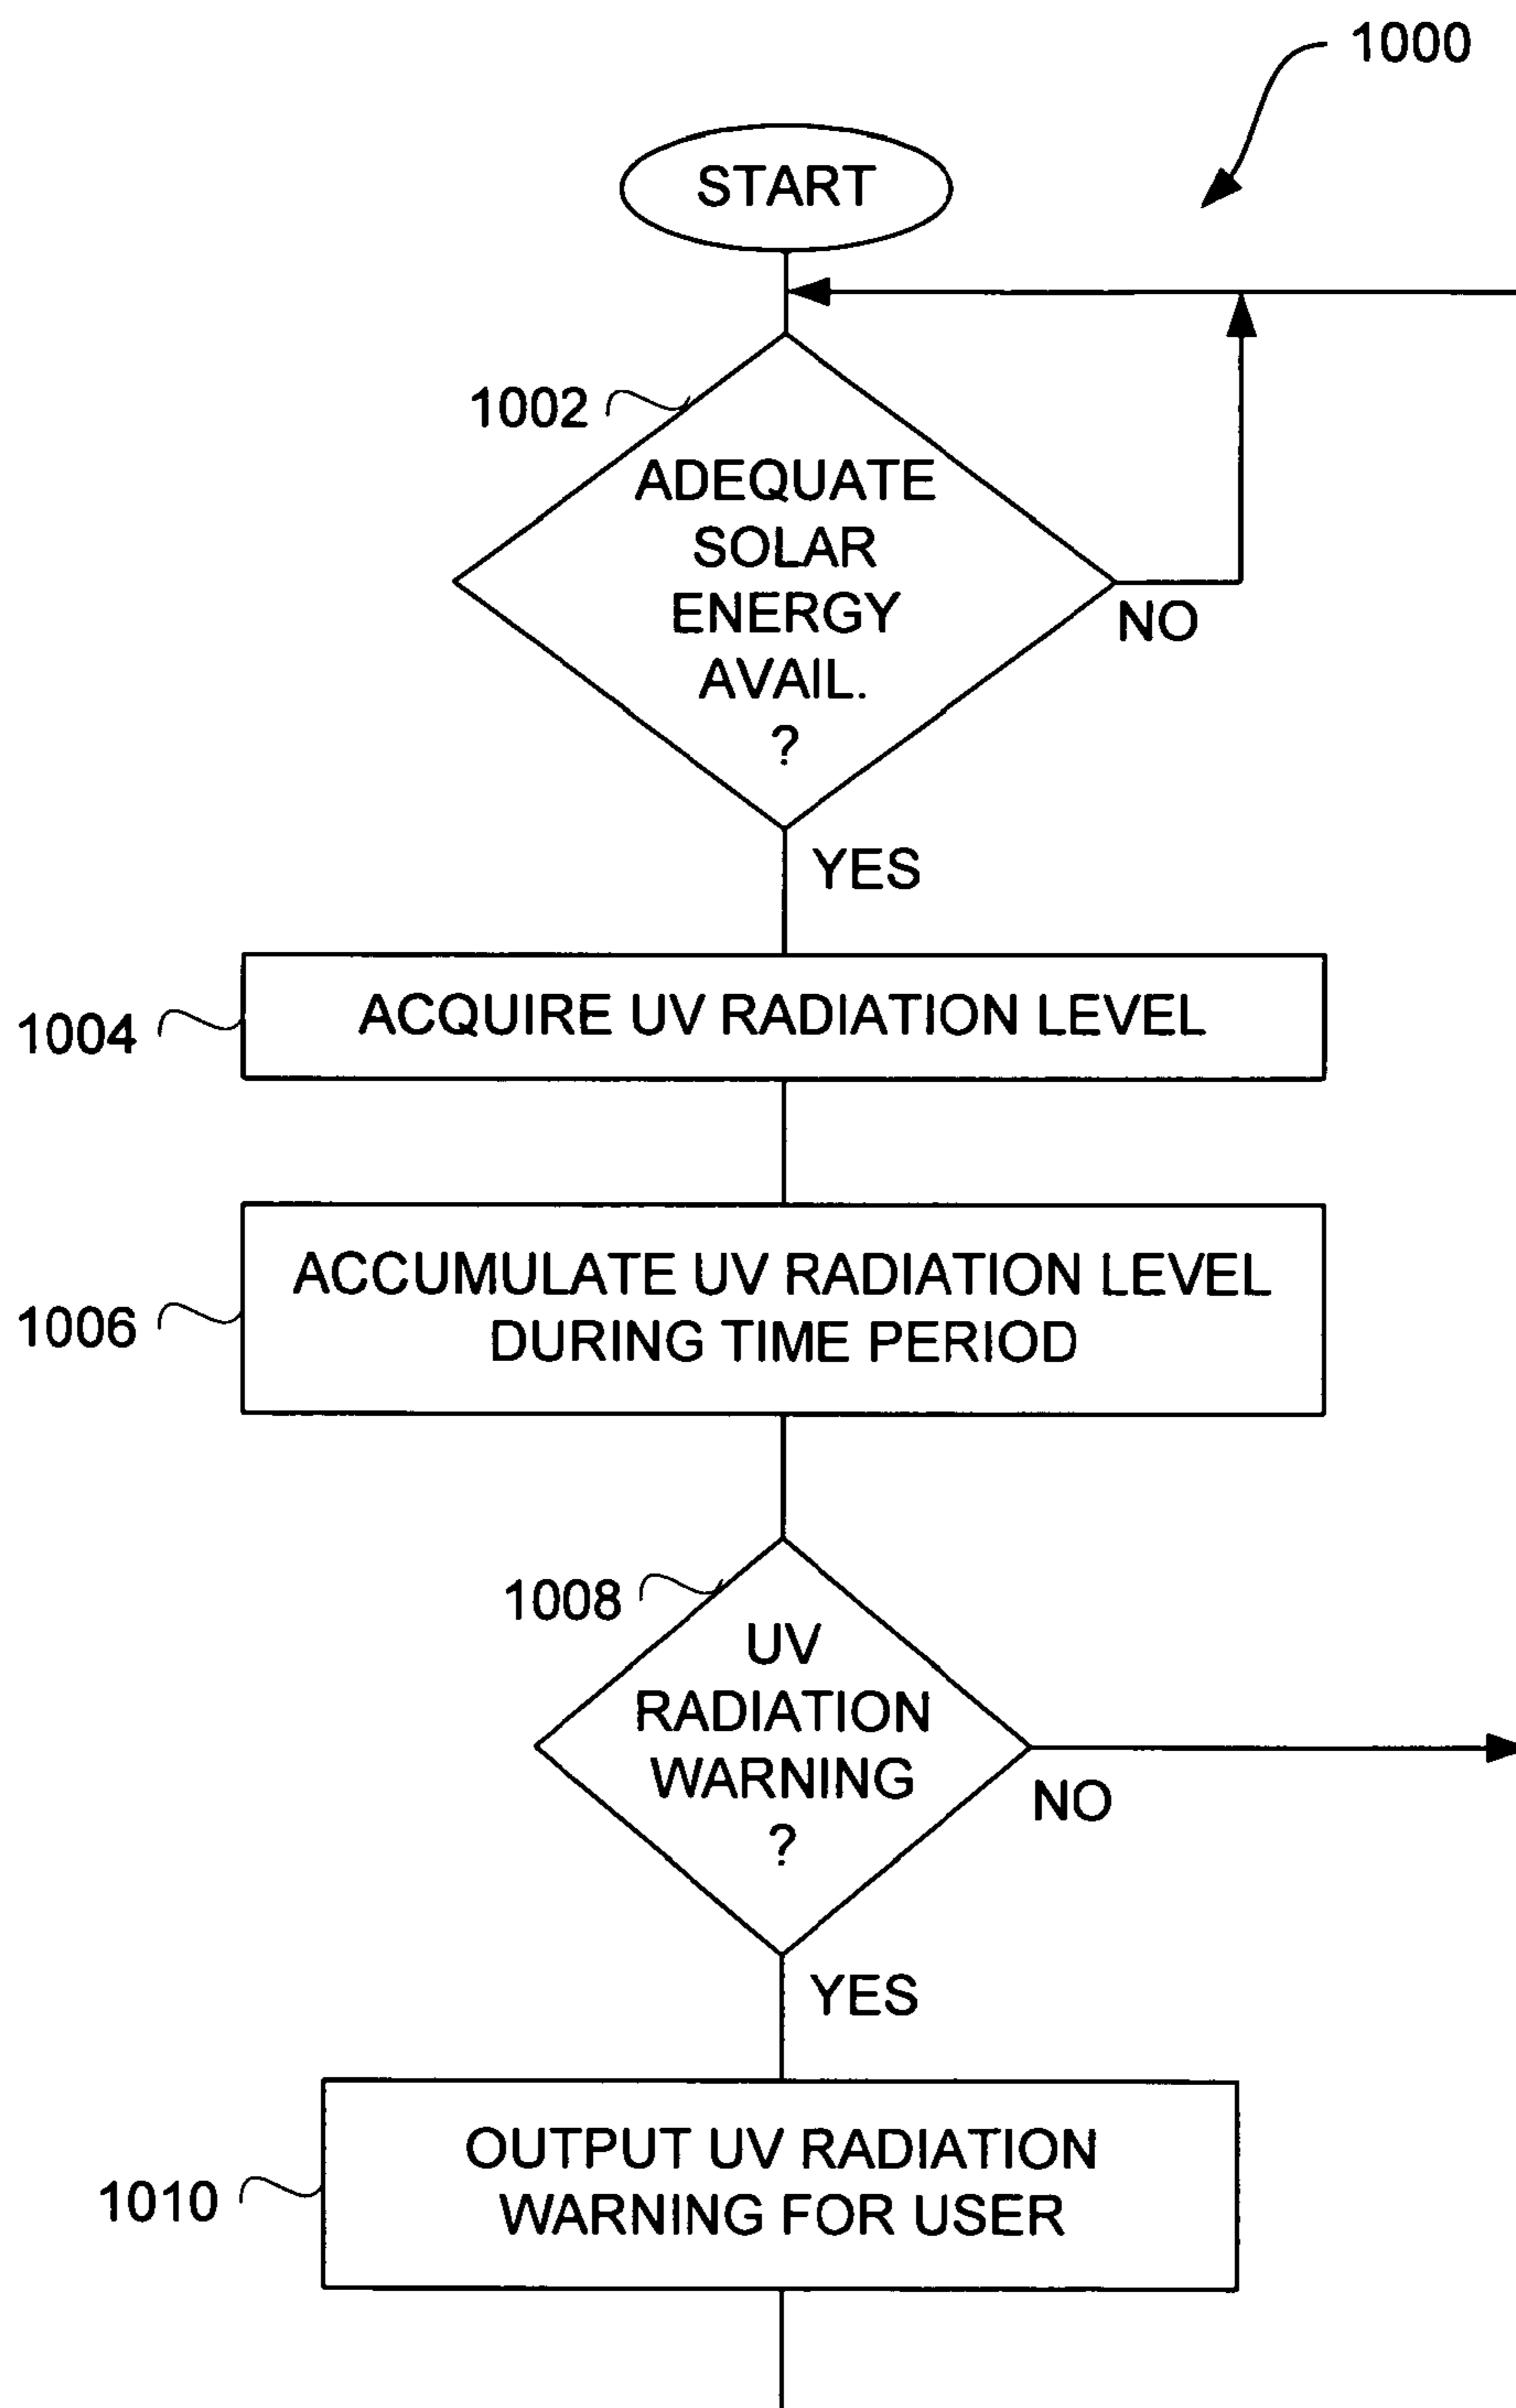 1000
START
1002
ADEQUATE
SOLAR
ENERGY
AVAIL.
?
NO
YES
1004
ACQUIRE UV RADIATION LEVEL
1006
ACCUMULATE UV RADIATION LEVEL
DURING TIME PERIOD
1008
UV
RADIATION
WARNING
?
NO
YES
1010
OUTPUT UV RADIATION
WARNING FOR USER